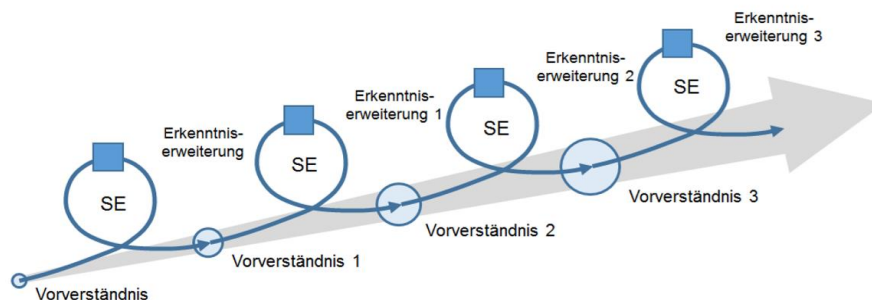 Erkenntnis-
erweiterung 3
Erkenntnis-
erweiterung 2
SE
Erkenntnis-
erweiterung 1
SE
Erkenntnis-
erweiterung
SE
SE
Vorverständnis 3
Vorverständnis 2
Vorverständnis 1
Vorverständnis